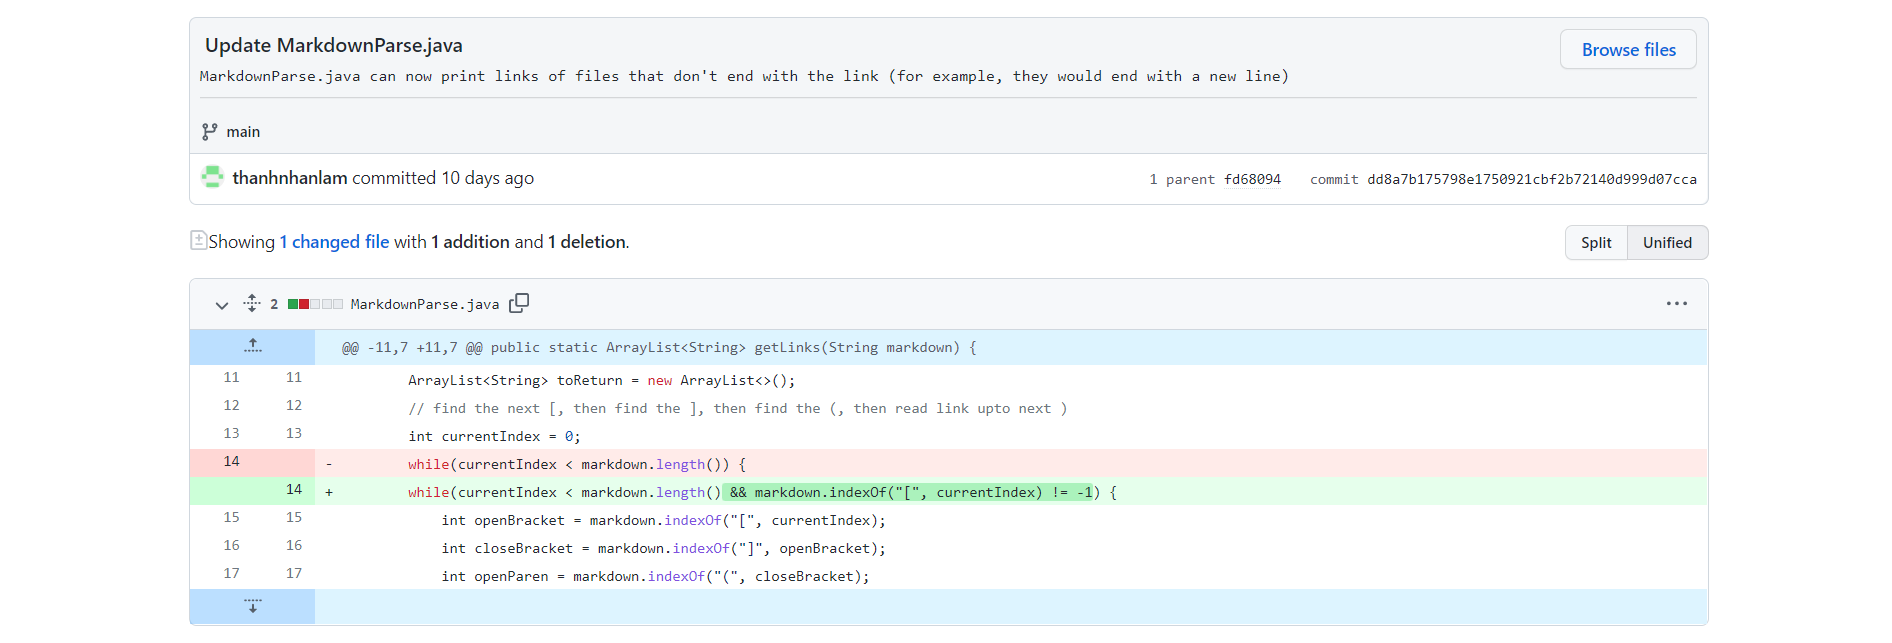 Update MarkdownParse.java
Browse files
MarkdownParse.java can now print links of files that don't end with the link (for example, they would end with a new line)
main
thanhnhanlam committed 10 days ago 1 parent fd68094 commit dd8a7b175798e1750921cbf2b72140d999d07cca
Showing 1 changed file with 1 addition and 1 deletion. Split Unified
2 MarkdownParse.java
@@ -11,7 +11,7 @@ public static ArrayList<String> getLinks(String markdown) {
11 11 ArrayList<String> toReturn = new ArrayList<>();
12 12 // find the next [, then find the ], then find the (, then read link upto next )
13 13 int currentIndex = 0;
14 - while(currentIndex < markdown.length()) {
14 + while(currentIndex < markdown.length() && markdown.indexOf("[", currentIndex) != -1) {
15 15 int openBracket = markdown.indexOf("[", currentIndex);
16 16 int closeBracket = markdown.indexOf("]", openBracket);
17 17 int openParen = markdown.indexOf("(", closeBracket);